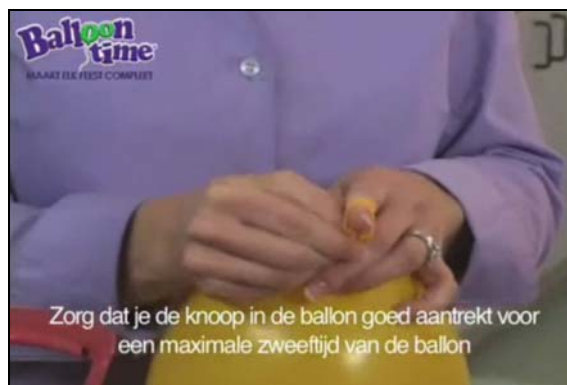 Balloon
time
MAAKT ELK FEEST COMPLEET
Zorg dat je de knoop in de ballon goed aantrekt voor
een maximale zweeftijd van de ballon